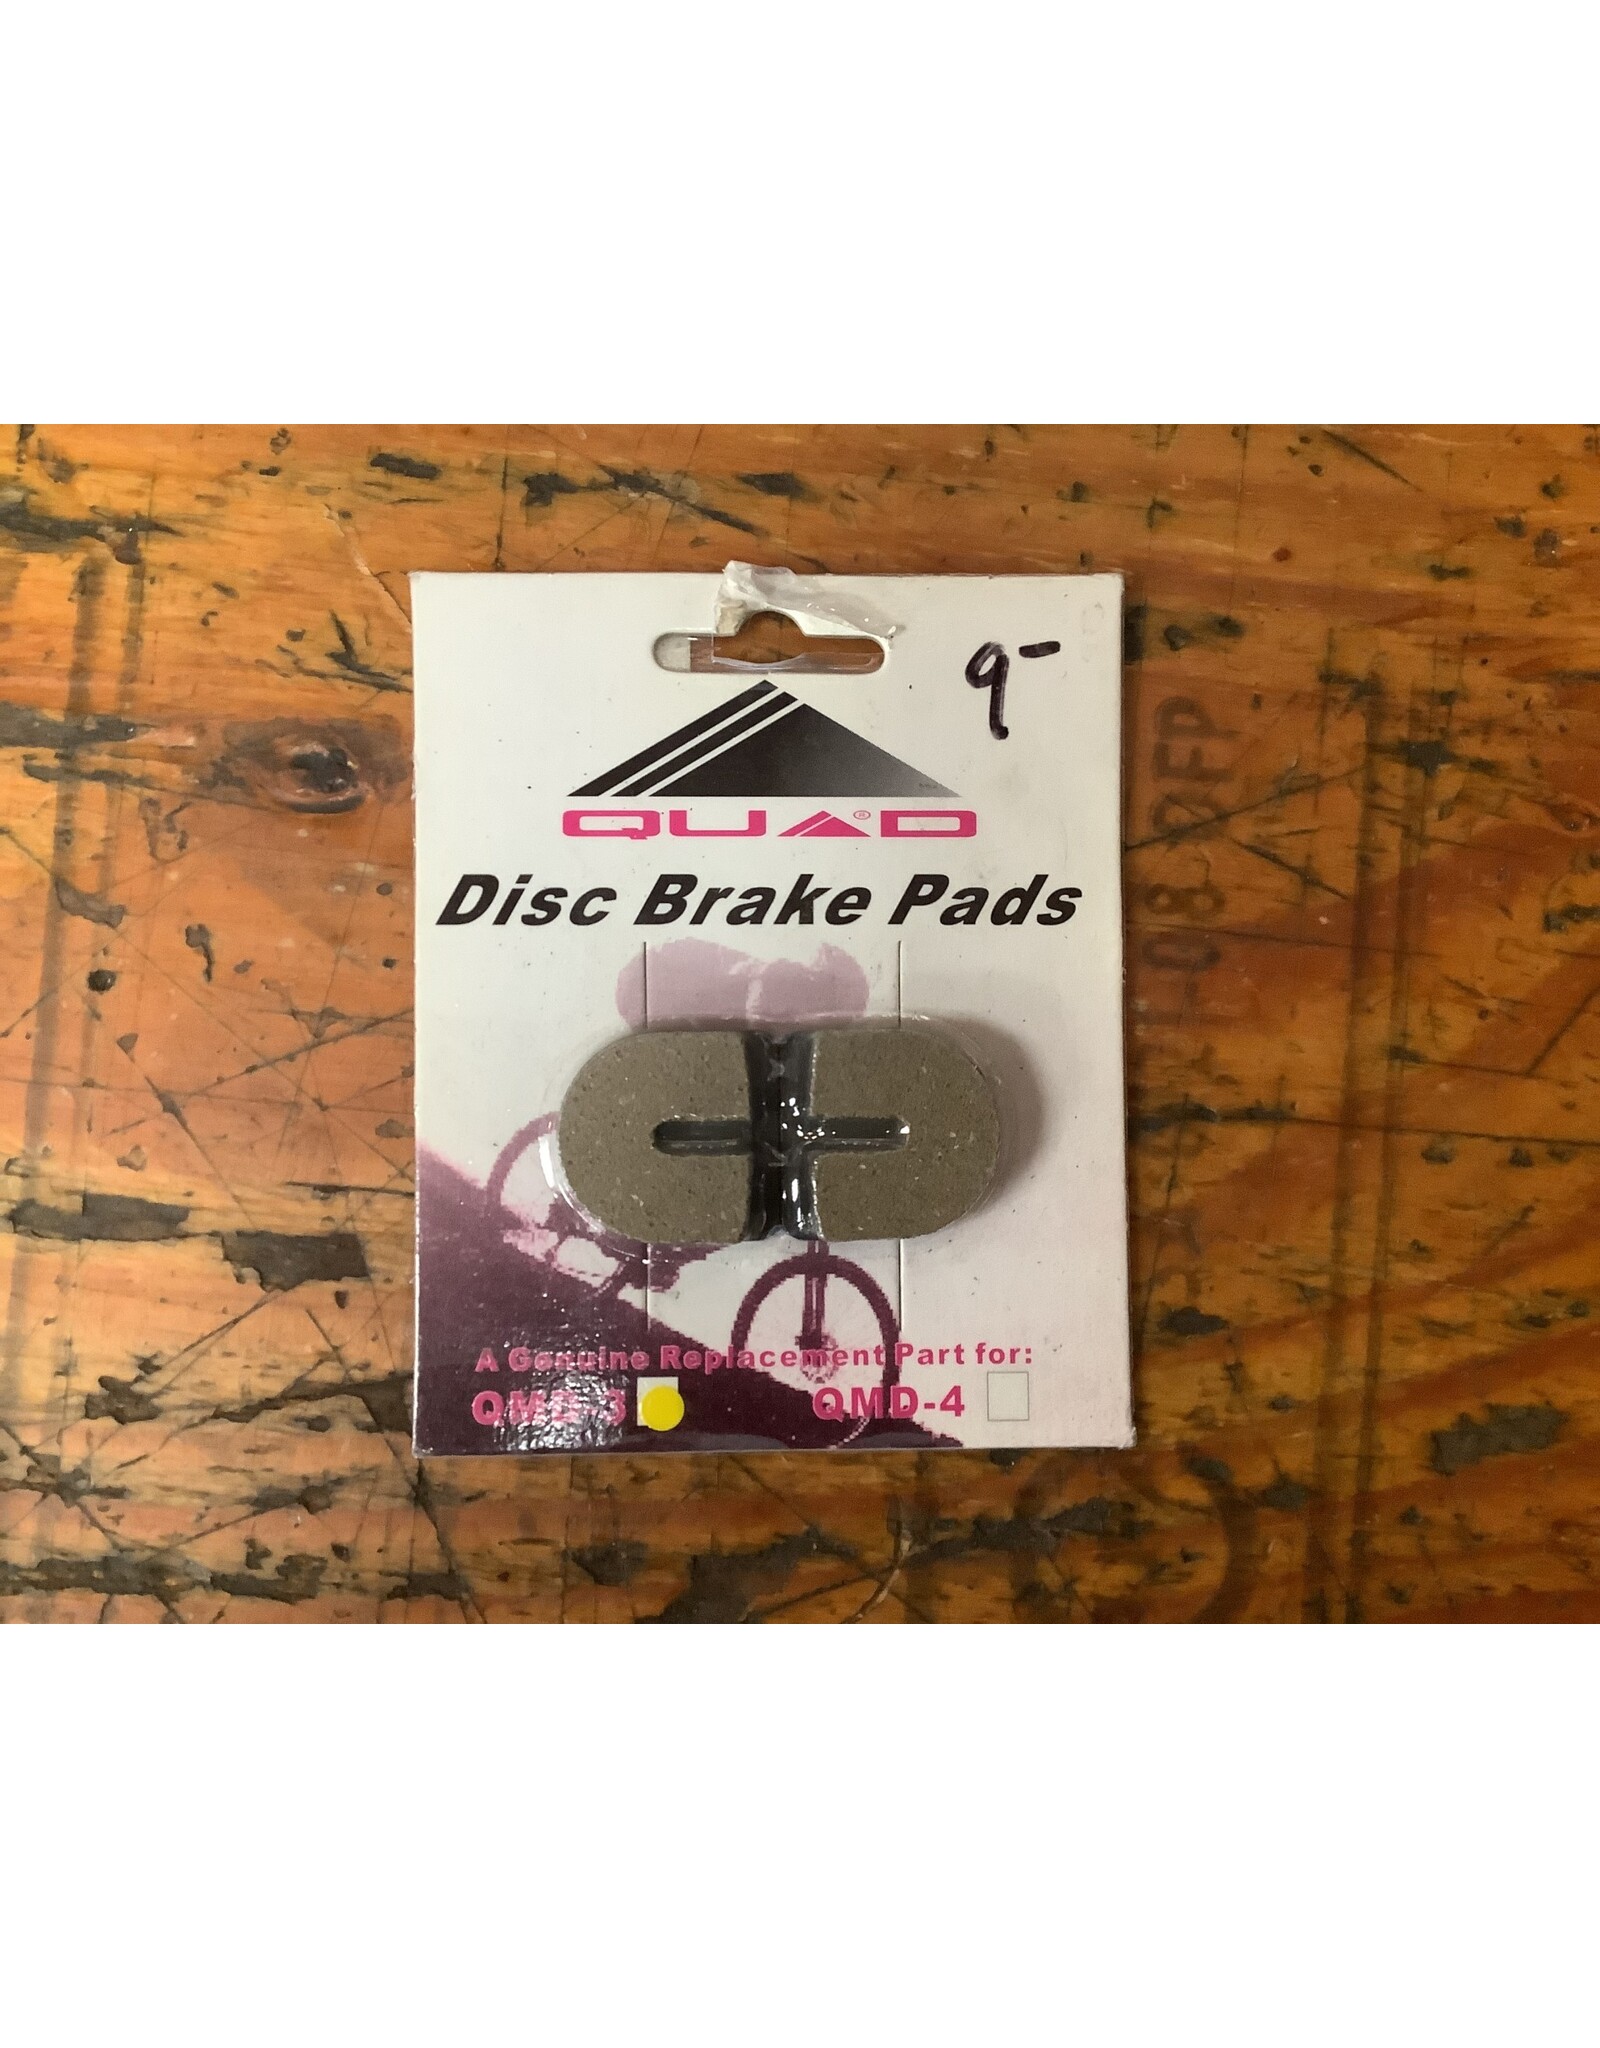 9-
QUAD®
Disc Brake Pads
A Genuine Replacement Part for:
QMD-3 QMD-4